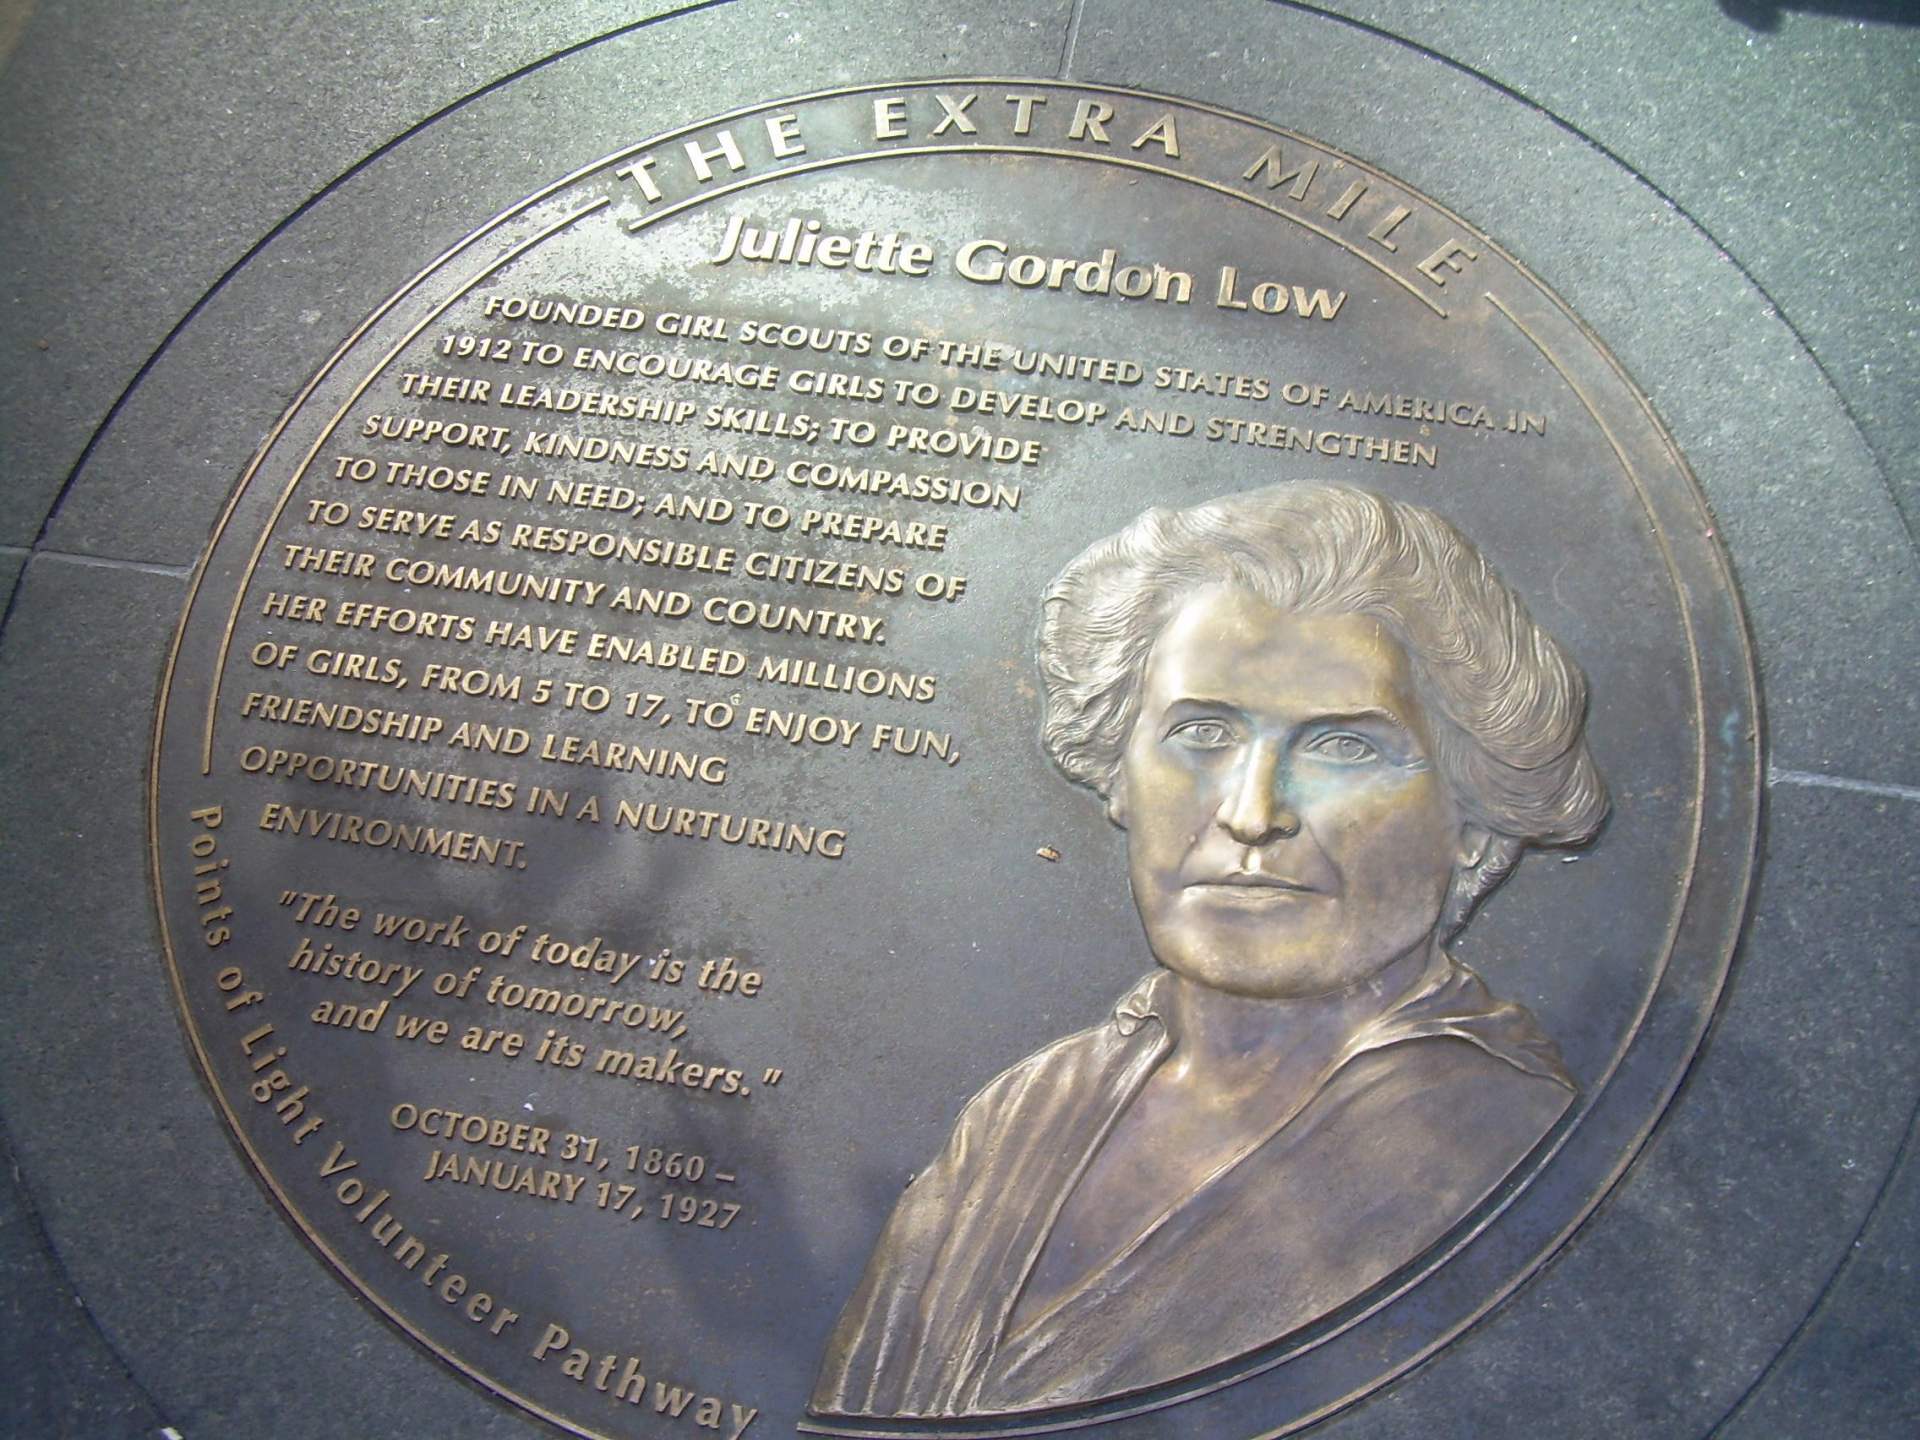 THE EXTRA MILE
Juliette Gordon Low
FOUNDED GIRL SCOUTS OF THE UNITED STATES OF AMERICA IN
1912 TO ENCOURAGE GIRLS TO DEVELOP AND STRENGTHEN
THEIR LEADERSHIP SKILLS; TO PROVIDE
SUPPORT, KINDNESS AND COMPASSION
TO THOSE IN NEED; AND TO PREPARE
TO SERVE AS RESPONSIBLE CITIZENS OF
THEIR COMMUNITY AND COUNTRY.
HER EFFORTS HAVE ENABLED MILLIONS
OF GIRLS, FROM 5 TO 17, TO ENJOY FUN,
FRIENDSHIP AND LEARNING
OPPORTUNITIES IN A NURTURING
ENVIRONMENT.
"The work of today is the
history of tomorrow,
and we are its makers."
OCTOBER 31, 1860 –
JANUARY 17, 1927
Points of Light Volunteer Pathway